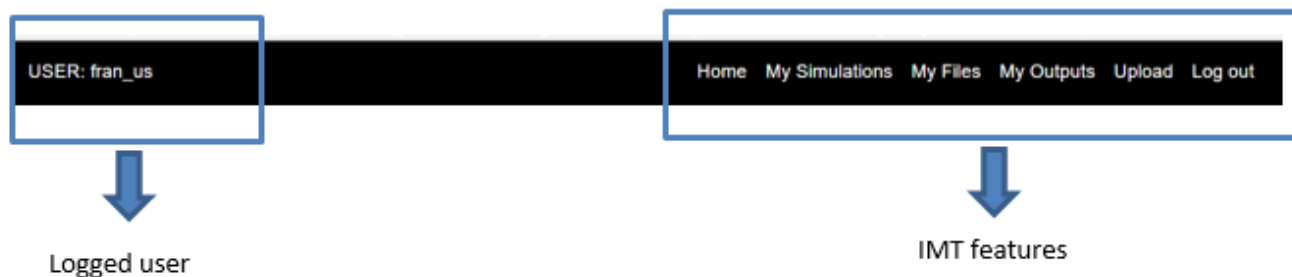 USER: fran_us
Home My Simulations My Files My Outputs Upload Log out
IMT features
Logged user